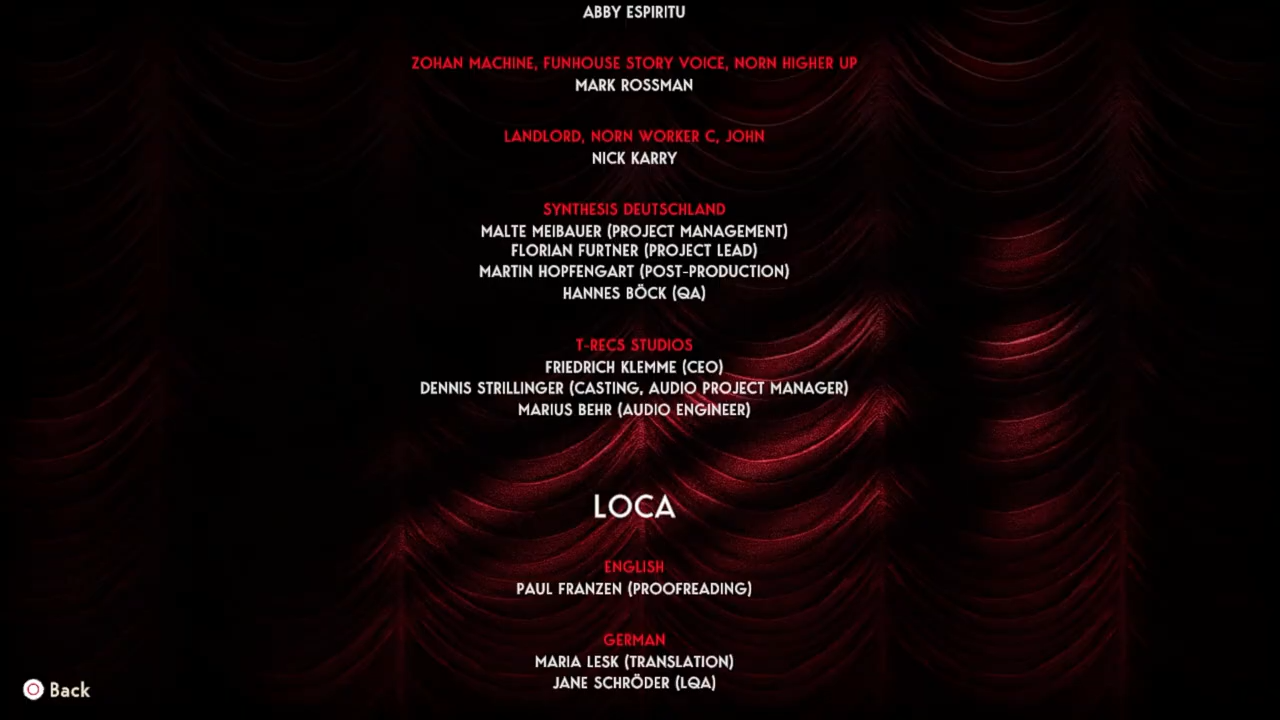 ABBY ESPIRITU
ZOHAN MACHINE, FUNHOUSE STORY VOICE, NORN HIGHER UP
MARK ROSSMAN
LANDLORD, NORN WORKER C, JOHN
NICK KARRY
SYNTHESIS DEUTSCHLAND
MALTE MEIBAUER (PROJECT MANAGEMENT)
FLORIAN FURTNER (PROJECT LEAD)
MARTIN HOPFENGART (POST-PRODUCTION)
HANNES BÖCK (QA)
T-RECS STUDIOS
FRIEDRICH KLEMME (CEO)
DENNIS STRILLINGER (CASTING, AUDIO PROJECT MANAGER)
MARIUS BEHR (AUDIO ENGINEER)
LOCA
ENGLISH
PAUL FRANZEN (PROOFREADING)
GERMAN
MARIA LESK (TRANSLATION)
JANE SCHRÖDER (LQA)
Back